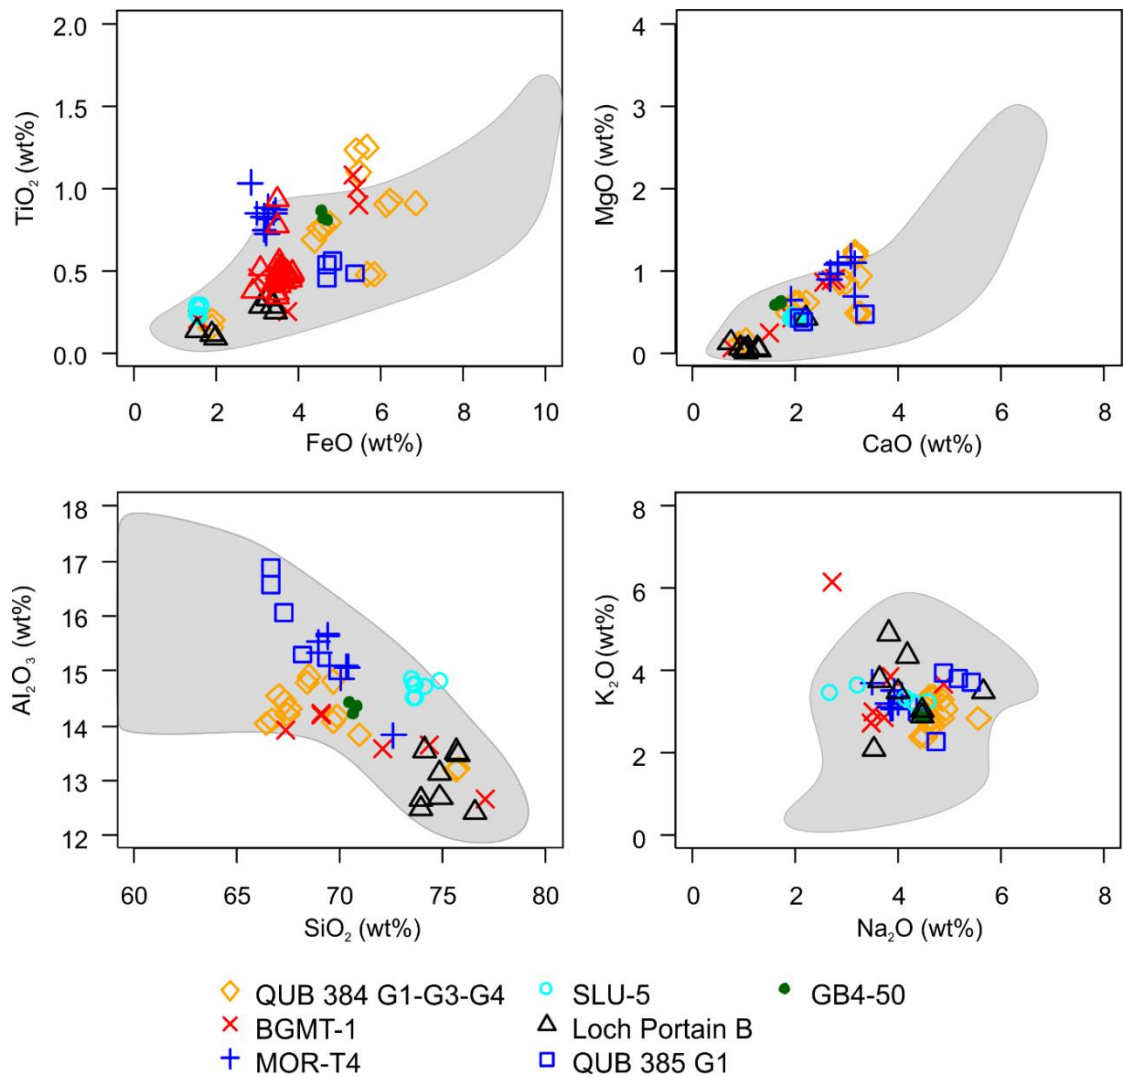 2.0
1.5
1.0
0.5
0.0
TiO₂ (wt%)
0 2 4 6 8 10
FeO (wt%)
4
3
2
1
0
MgO (wt%)
0 2 4 6 8
CaO (wt%)
18
17
16
15
14
13
12
Al₂O₃ (wt%)
60 65 70 75 80
SiO₂ (wt%)
8
6
4
2
0
K₂O (wt%)
0 2 4 6 8
Na₂O (wt%)
QUB 384 G1-G3-G4 SLU-5 GB4-50
BGMT-1 Loch Portain B
MOR-T4 QUB 385 G1